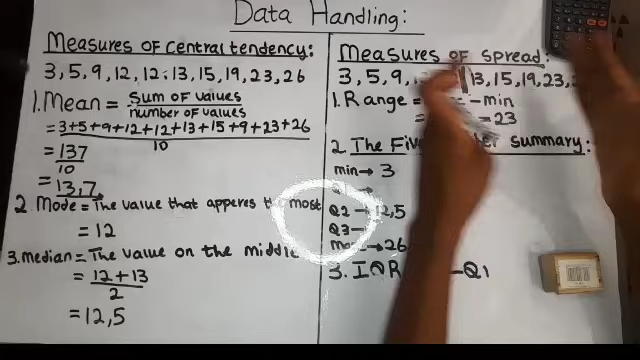 Data Handling:
Measures of central tendency:
3, 5, 9, 12, 12, 13, 15, 19, 23, 26
1. Mean = Sum of values
number of values
= 3+5+9+12+12+13+15+9+23+26
10
= 137
10
= 13,7
2. Mode = The value that apperes the most
= 12
3. median = The value on the middle
= 12 + 13
2
= 12,5
Measures of spread:
3, 5, 9, 13, 15, 19, 23,
1. Range = - min
= = 23
2. The Summary:
min → 3
→
Q2 → 12,5
Q3 →
→ 26
3. IQR - Q1